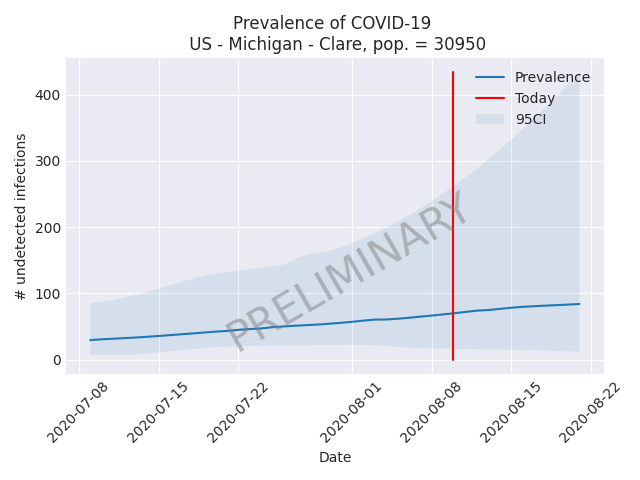 Prevalence of COVID-19
US - Michigan - Clare, pop. = 30950
Prevalence
Today
95CI
# undetected infections
400
300
200
100
0
PRELIMINARY
2020-07-08
2020-07-15
2020-07-22
2020-08-01
2020-08-08
2020-08-15
2020-08-22
Date